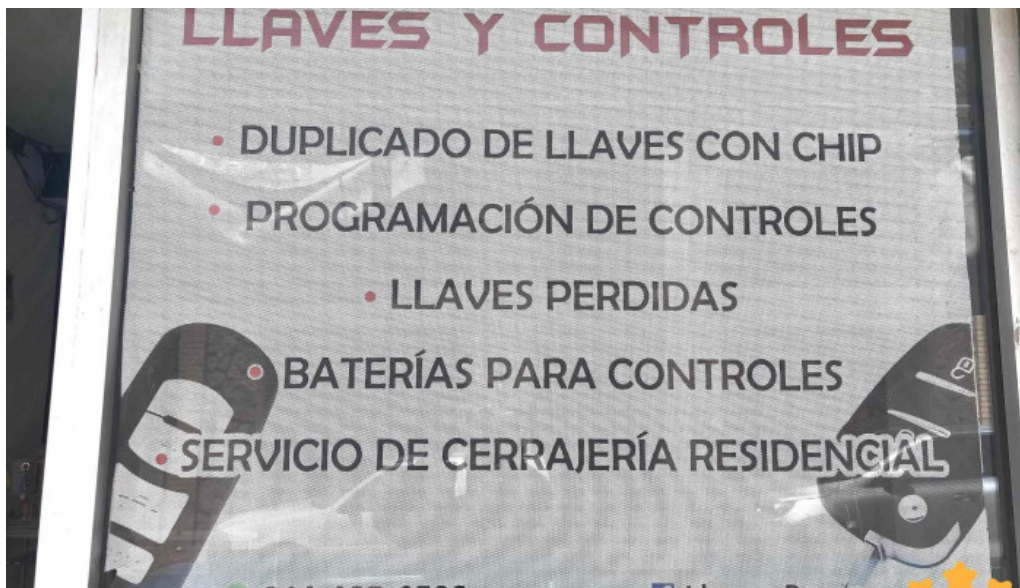 LLAVES Y CONTROLES
• DUPLICADO DE LLAVES CON CHIP
• PROGRAMACIÓN DE CONTROLES
• LLAVES PERDIDAS
• BATERÍAS PARA CONTROLES
• SERVICIO DE CERRAJERÍA RESIDENCIAL